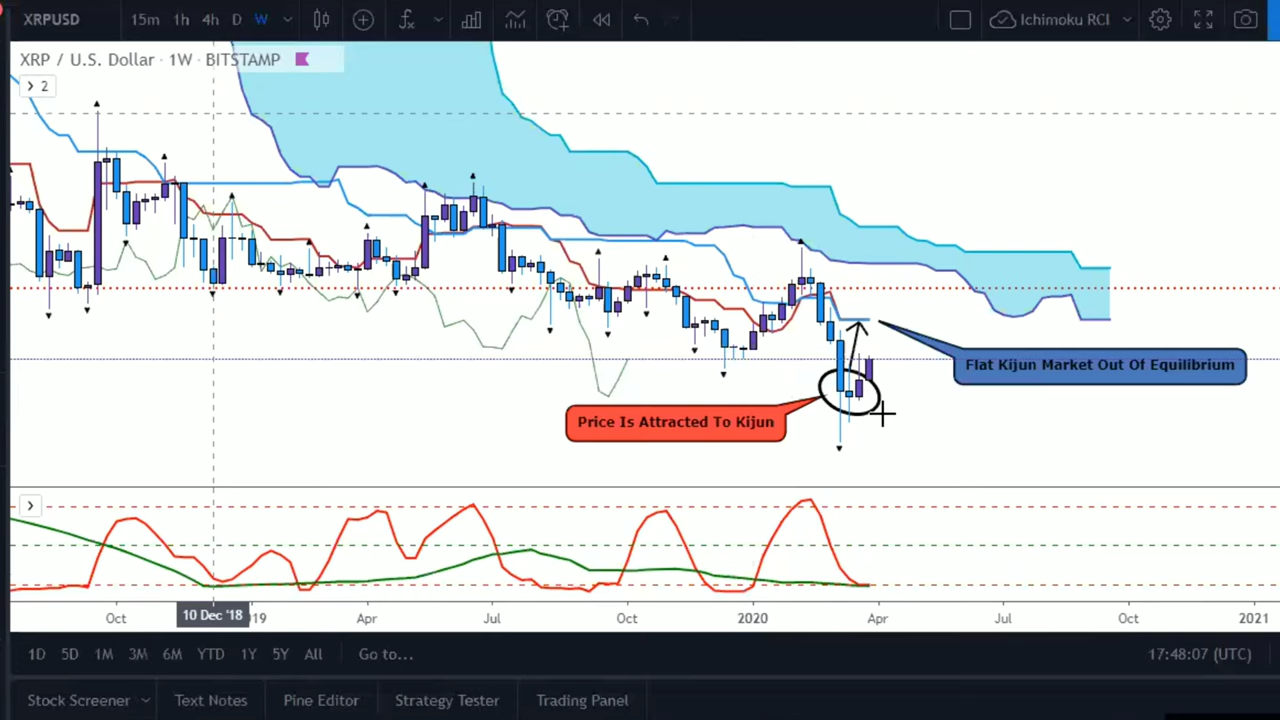 XRPUSD 15m 1h 4h D W Ichimoku RCI
XRP / U.S. Dollar · 1W · BITSTAMP
2
Flat Kijun Market Out Of Equilibrium
Price Is Attracted To Kijun
Oct 10 Dec '18 19 Apr Jul Oct 2020 Apr Jul Oct 2021
1D 5D 1M 3M 6M YTD 1Y 5Y All Go to... 17:48:07 (UTC)
Stock Screener Text Notes Pine Editor Strategy Tester Trading Panel